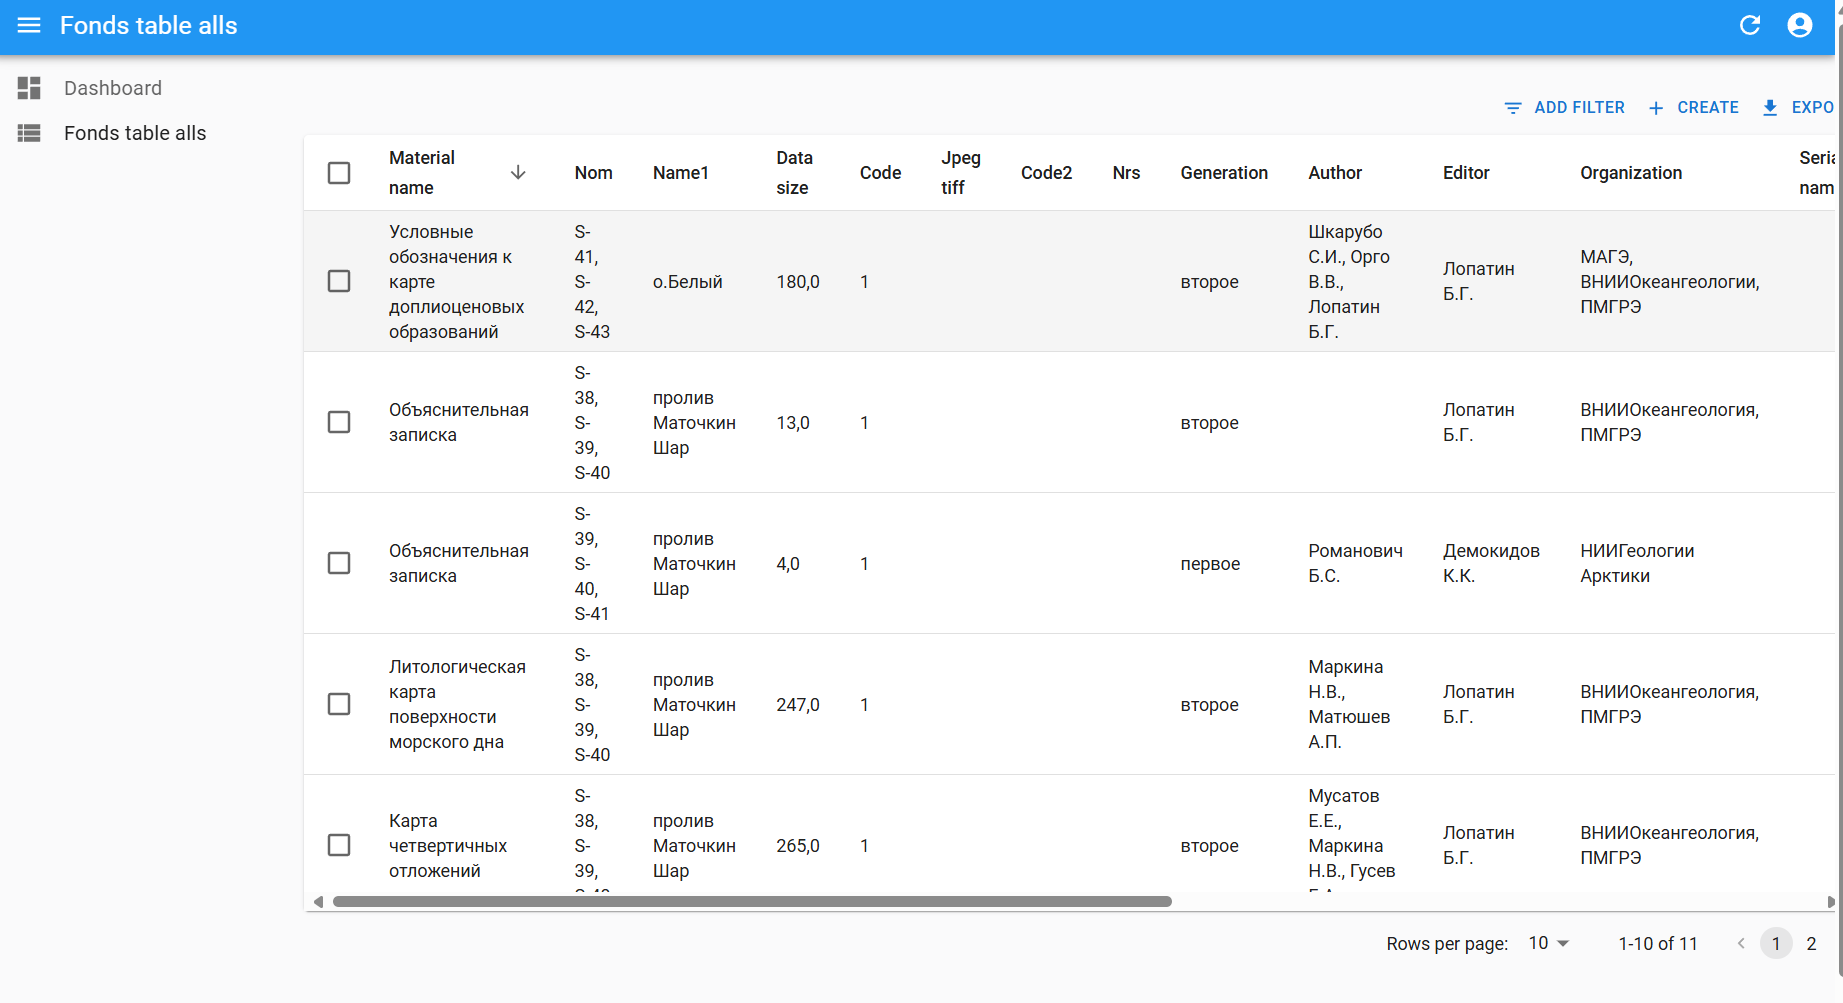 Fonds table alls
Dashboard
Fonds table alls
ADD FILTER
CREATE
EXPO
Material
name
Nom
Name1
Data
size
Code
Jpeg
tiff
Code2
Nrs
Generation
Author
Editor
Organization
Seria
nam
Условные
обозначения к
карте
доплиоценовых
образований
S-
41,
S-
42,
S-43
о.Белый
180,0
1
второе
Шкарубо
С.И., Орго
В.В.,
Лопатин
Б.Г.
Лопатин
Б.Г.
МАГЭ,
ВНИИОкеангеологии,
ПМГРЭ
Объяснительная
записка
S-
38,
S-
39,
S-40
пролив
Маточкин
Шар
13,0
1
второе
Лопатин
Б.Г.
ВНИИОкеангеология,
ПМГРЭ
Объяснительная
записка
S-
39,
S-
40,
S-41
пролив
Маточкин
Шар
4,0
1
первое
Романович
Б.С.
Демокидов
К.К.
НИИГеологии
Арктики
Литологическая
карта
поверхности
морского дна
S-
38,
S-
39,
S-40
пролив
Маточкин
Шар
247,0
1
второе
Маркина
Н.В.,
Матюшев
А.П.
Лопатин
Б.Г.
ВНИИОкеангеология,
ПМГРЭ
Карта
четвертичных
отложений
S-
38,
S-
39,
пролив
Маточкин
Шар
265,0
1
второе
Мусатов
Е.Е.,
Маркина
Н.В., Гусев
Лопатин
Б.Г.
ВНИИОкеангеология,
ПМГРЭ
Rows per page:
10
1-10 of 11
1
2